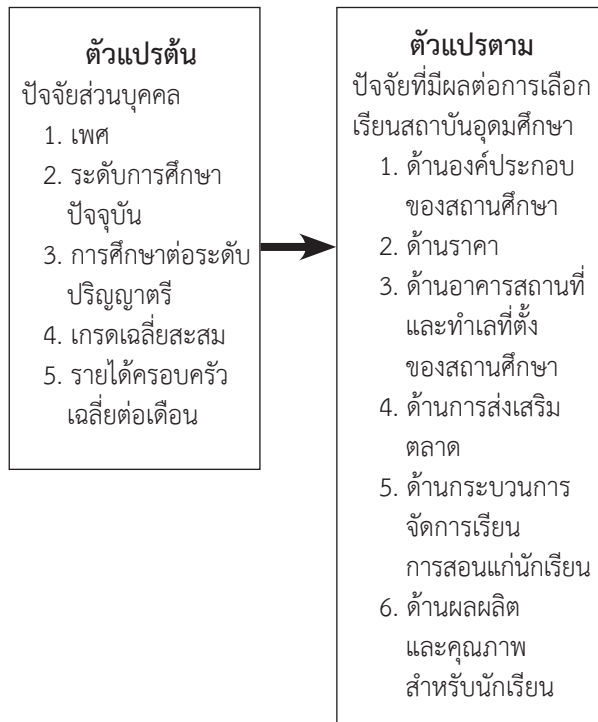 ตัวแปรต้น
ปัจจัยส่วนบุคคล
1. เพศ
2. ระดับการศึกษา
ปัจจุบัน
3. การศึกษาต่อระดับ
ปริญญาตรี
4. เกรดเฉลี่ยสะสม
5. รายได้ครอบครัว
เฉลี่ยต่อเดือน
ตัวแปรตาม
ปัจจัยที่มีผลต่อการเลือก
เรียนสถาบันอุดมศึกษา
1. ด้านองค์ประกอบ
ของสถานศึกษา
2. ด้านราคา
3. ด้านอาคารสถานที่
และทำเลที่ตั้ง
ของสถานศึกษา
4. ด้านการส่งเสริม
ตลาด
5. ด้านกระบวนการ
จัดการเรียน
การสอนแก่นักเรียน
6. ด้านผลผลิต
และคุณภาพ
สำหรับนักเรียน